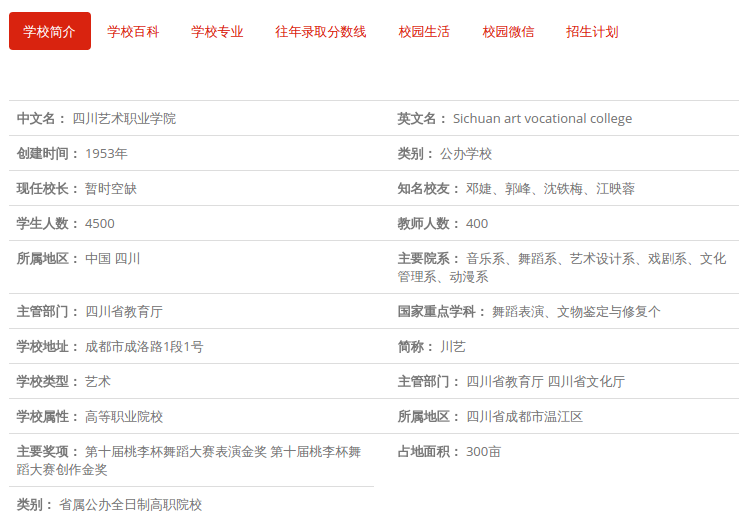 学校简介 学校百科 学校专业 往年录取分数线 校园生活 校园微信 招生计划
中文名： 四川艺术职业学院 英文名： Sichuan art vocational college
创建时间： 1953年 类别： 公办学校
现任校长： 暂时空缺 知名校友： 邓婕、郭峰、沈铁梅、江映蓉
学生人数： 4500 教师人数： 400
所属地区： 中国 四川 主要院系： 音乐系、舞蹈系、艺术设计系、戏剧系、文化
管理系、动漫系
主管部门： 四川省教育厅 国家重点学科： 舞蹈表演、文物鉴定与修复个
学校地址： 成都市成洛路1段1号 简称： 川艺
学校类型： 艺术 主管部门： 四川省教育厅 四川省文化厅
学校属性： 高等职业院校 所属地区： 四川省成都市温江区
主要奖项： 第十届桃李杯舞蹈大赛表演金奖 第十届桃李杯舞 占地面积： 300亩
蹈大赛创作金奖
类别： 省属公办全日制高职院校